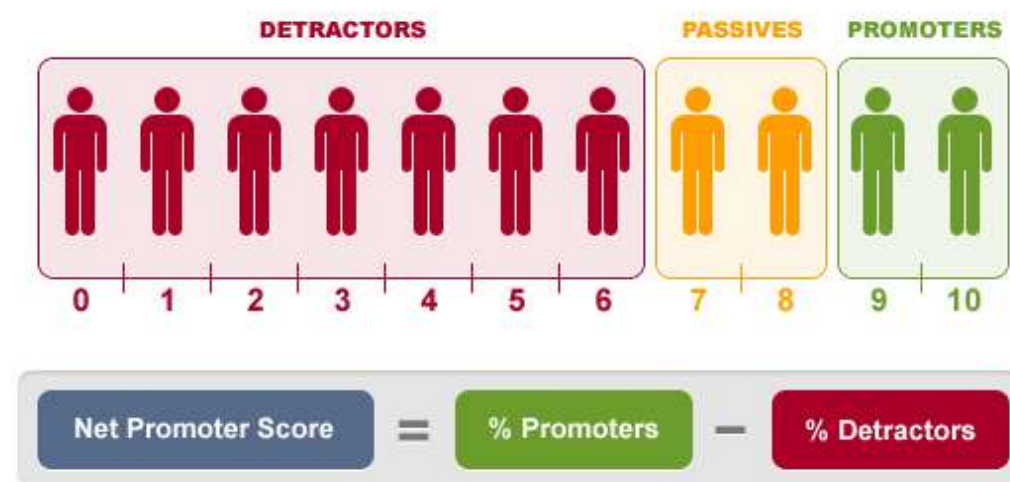 DETRACTORS PASSIVES PROMOTERS
0 1 2 3 4 5 6 7 8 9 10
Net Promoter Score = % Promoters − % Detractors